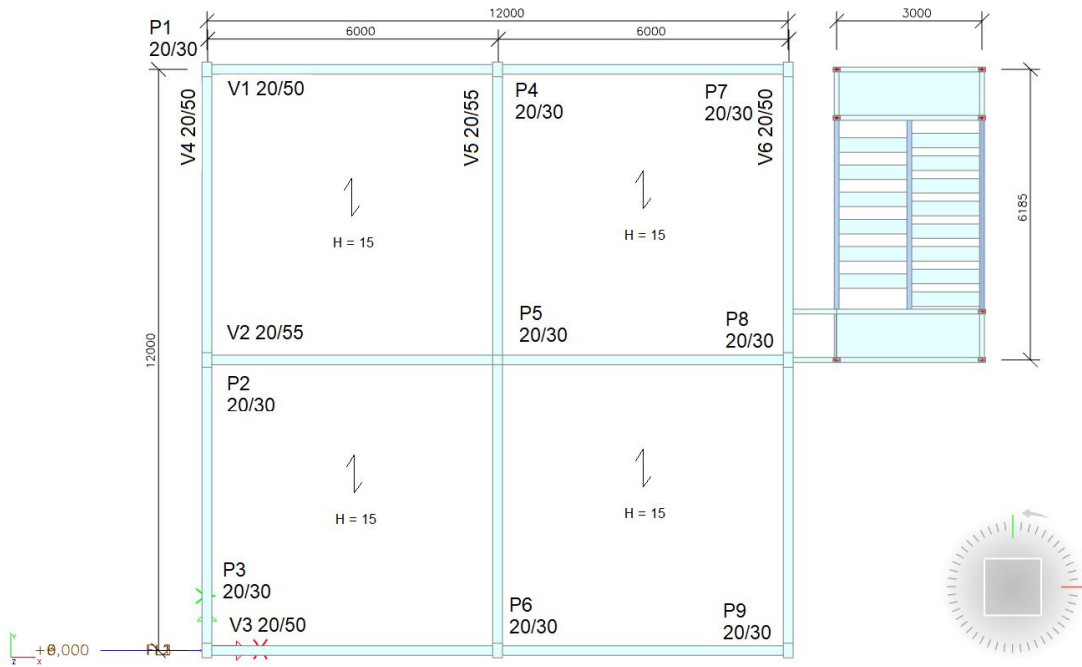 12000
3000
6000
6000
P1
20/30
V1 20/50
V4 20/50
V5 20/55
P4
20/30
P7
20/30
V6 20/50
6185
H = 15
H = 15
12000
V2 20/55
P5
20/30
P8
20/30
P2
20/30
H = 15
H = 15
P3
20/30
V3 20/50
P6
20/30
P9
20/30
Y
Z
X